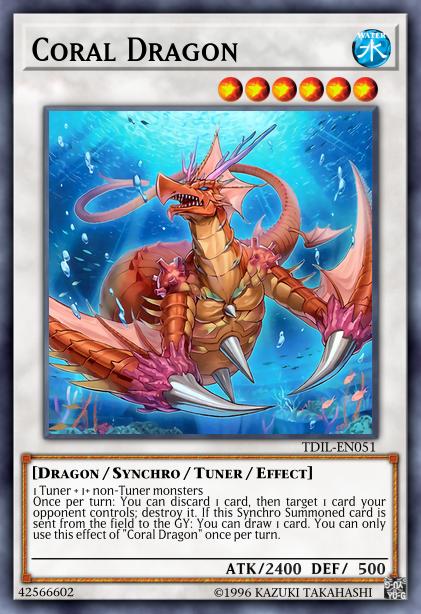 CORAL DRAGON
WATER
水
TDIL-EN051
[DRAGON / SYNCHRO / TUNER / EFFECT]
1 Tuner + 1+ non-Tuner monsters
Once per turn: You can discard 1 card, then target 1 card your
opponent controls; destroy it. If this Synchro Summoned card is
sent from the field to the GY: You can draw 1 card. You can only
use this effect of "Coral Dragon" once per turn.
ATK/2400 DEF/ 500
42566602
©1996 KAZUKI TAKAHASHI